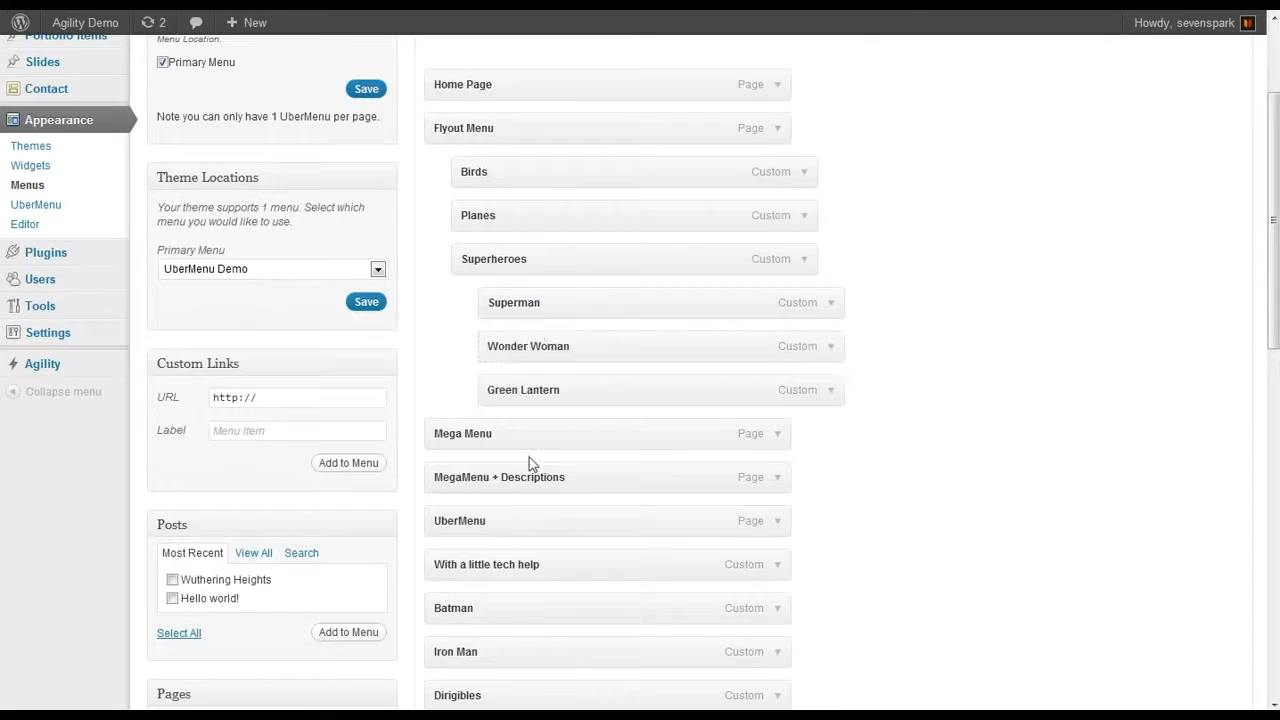 Agility Demo
2
New
Howdy, sevenspark
Portfolio Items
Slides
Contact
Appearance
Themes
Widgets
Menus
UberMenu
Editor
Plugins
Users
Tools
Settings
Agility
Collapse menu
Menu Location.
Primary Menu
Save
Note you can only have 1 UberMenu per page.
Theme Locations
Your theme supports 1 menu. Select which
menu you would like to use.
Primary Menu
UberMenu Demo
Save
Custom Links
URL http://
Label Menu Item
Add to Menu
Posts
Most Recent View All Search
Wuthering Heights
Hello world!
Select All Add to Menu
Pages
Home Page Page
Flyout Menu Page
Birds Custom
Planes Custom
Superheroes Custom
Superman Custom
Wonder Woman Custom
Green Lantern Custom
Mega Menu Page
MegaMenu + Descriptions Page
UberMenu Page
With a little tech help Custom
Batman Custom
Iron Man Custom
Dirigibles Custom